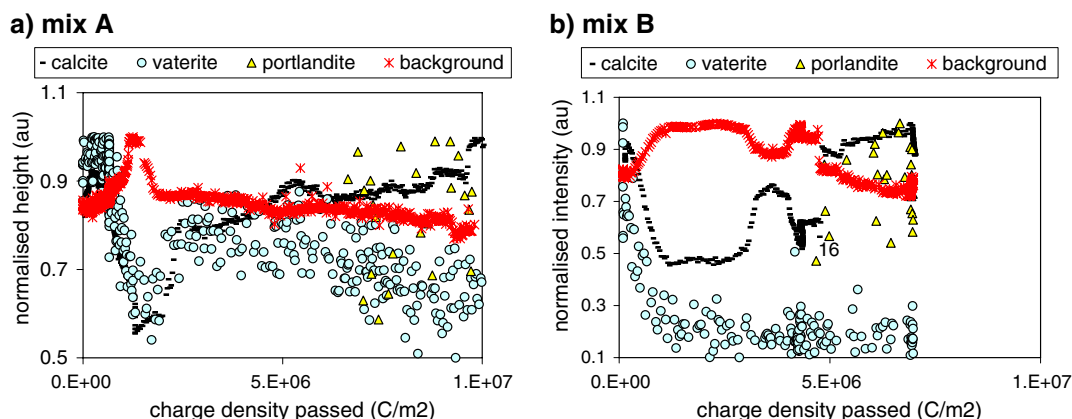 a) mix A
calcite vaterite portlandite background
1.1
0.9
0.7
0.5
normalised height (au)
0.E+00 5.E+06 1.E+07
charge density passed (C/m2)
b) mix B
calcite vaterite porlandite background
1.1
0.9
0.7
0.5
0.3
0.1
normalised intensity (au)
16
0.E+00 5.E+06 1.E+07
charge density passed (C/m2)